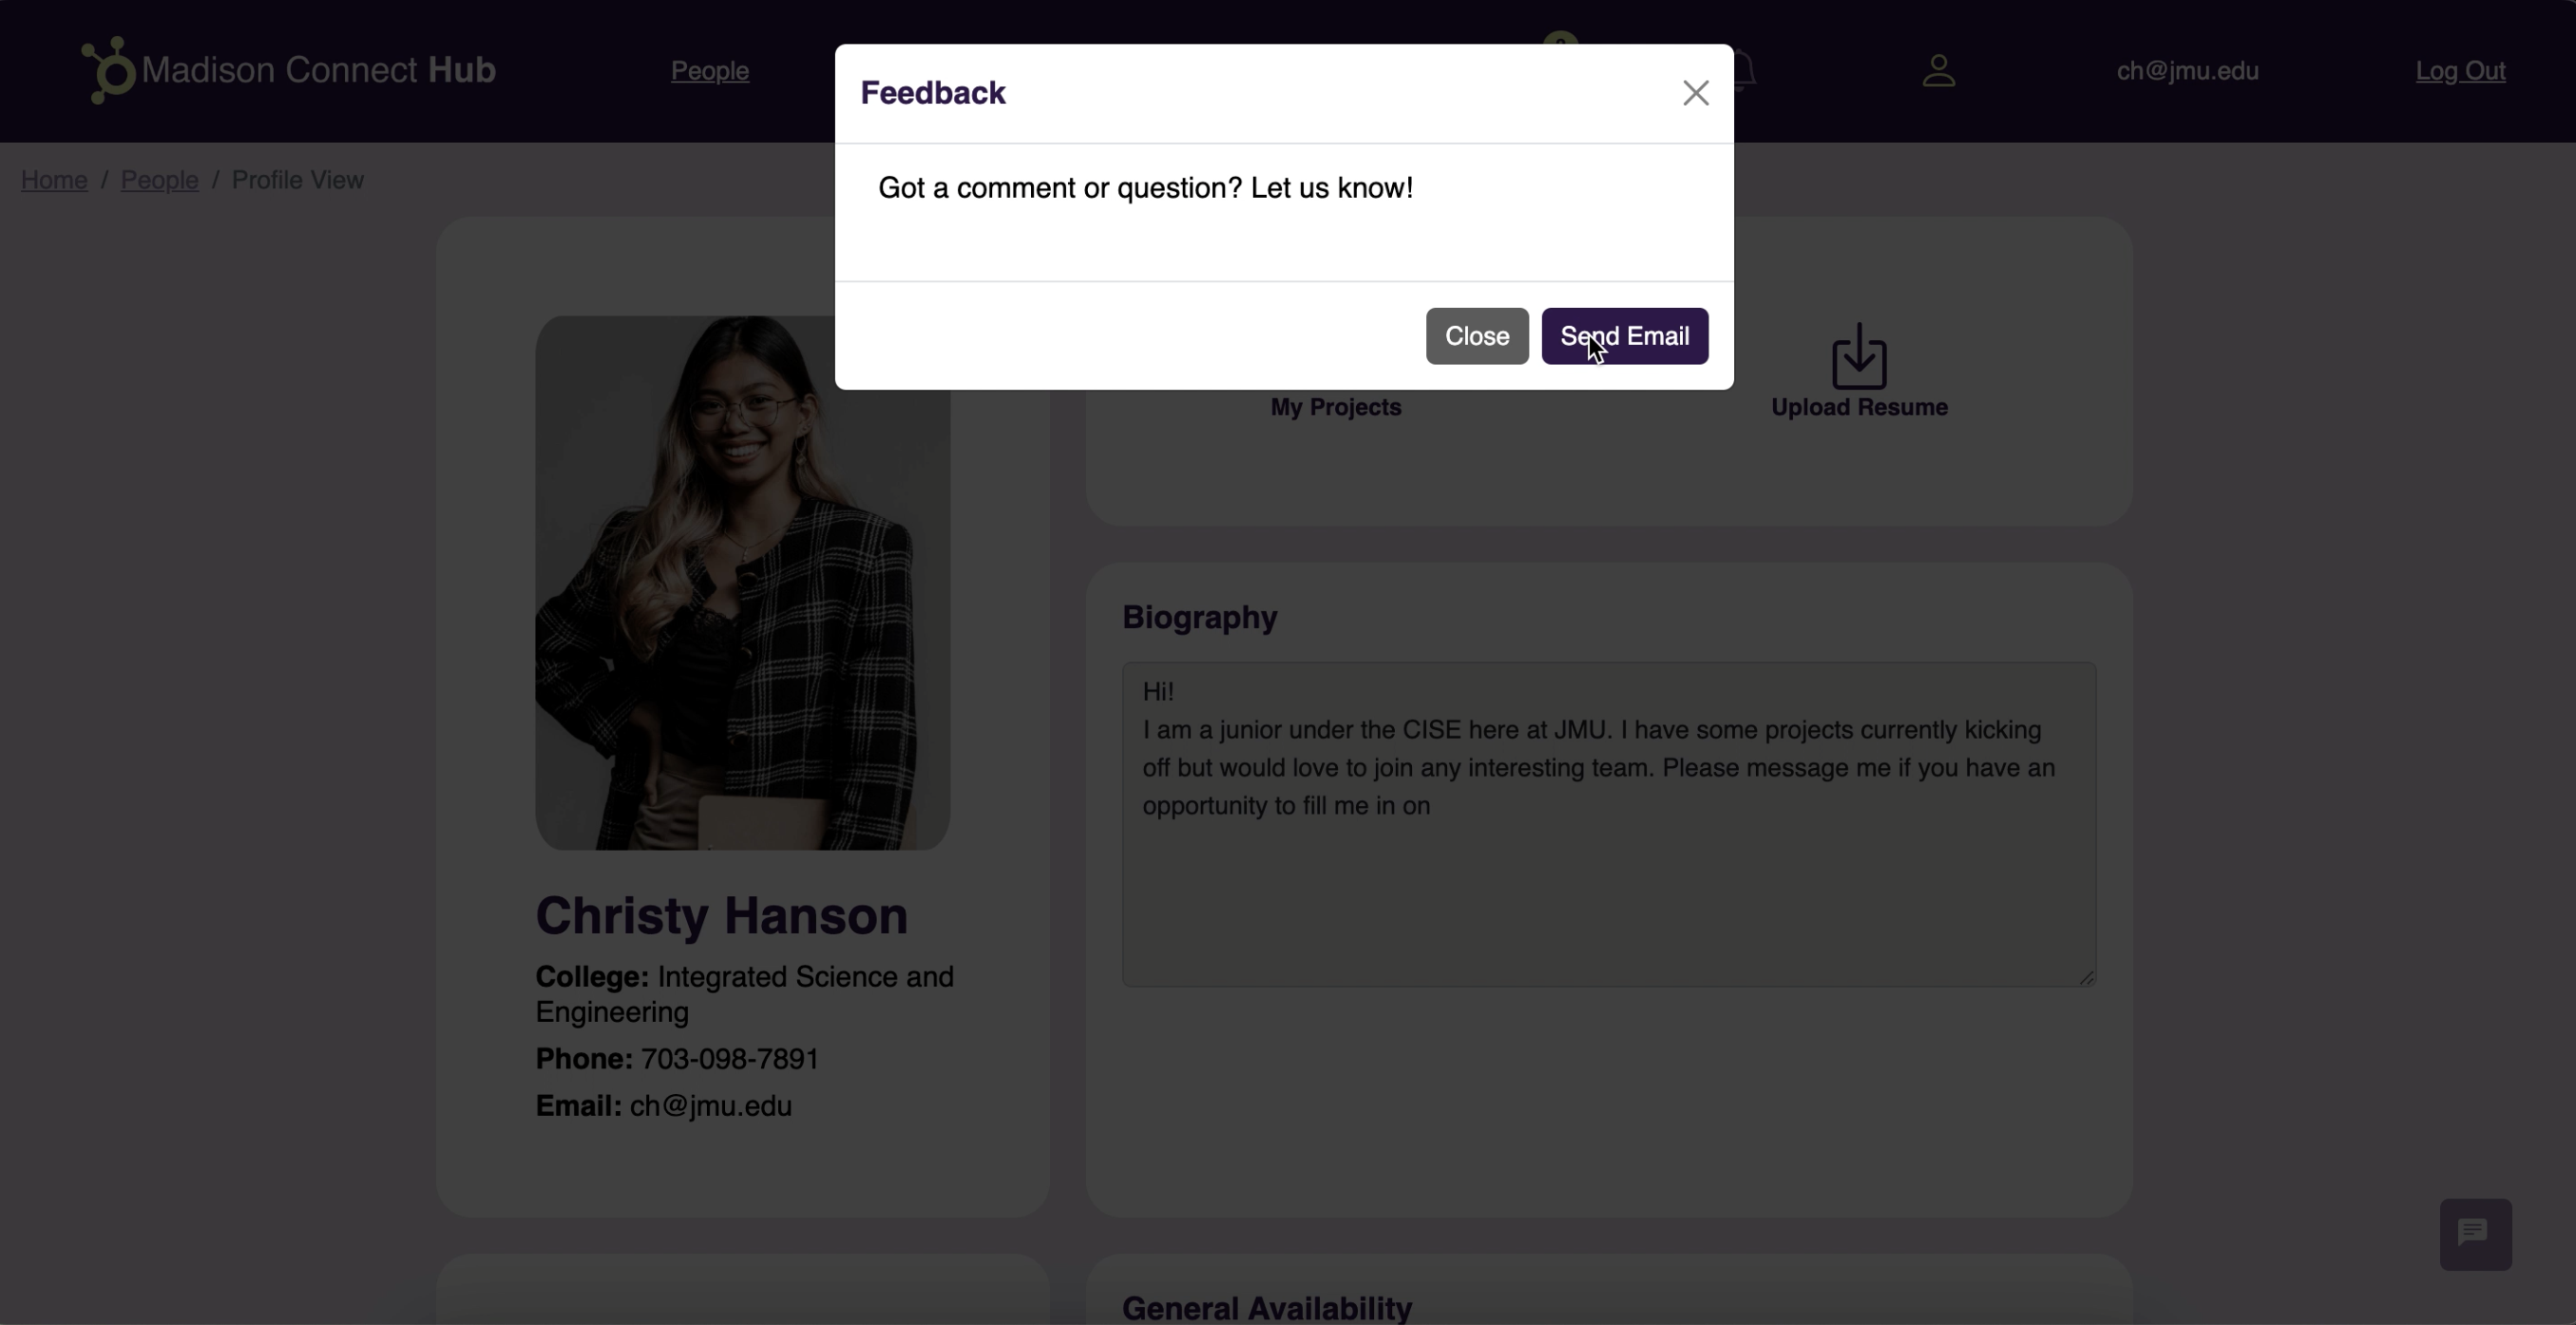 Madison Connect Hub
People
ch@jmu.edu
Log Out
Home / People / Profile View
Feedback
Got a comment or question? Let us know!
Close
Send Email
My Projects
Upload Resume
Christy Hanson
College: Integrated Science and
Engineering
Phone: 703-098-7891
Email: ch@jmu.edu
Biography
Hi!
I am a junior under the CISE here at JMU. I have some projects currently kicking
off but would love to join any interesting team. Please message me if you have an
opportunity to fill me in on
General Availability